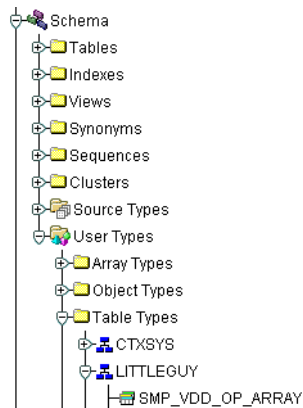 Schema
Tables
Indexes
Views
Synonyms
Sequences
Clusters
Source Types
User Types
Array Types
Object Types
Table Types
CTXSYS
LITTLEGUY
SMP_VDD_OP_ARRAY